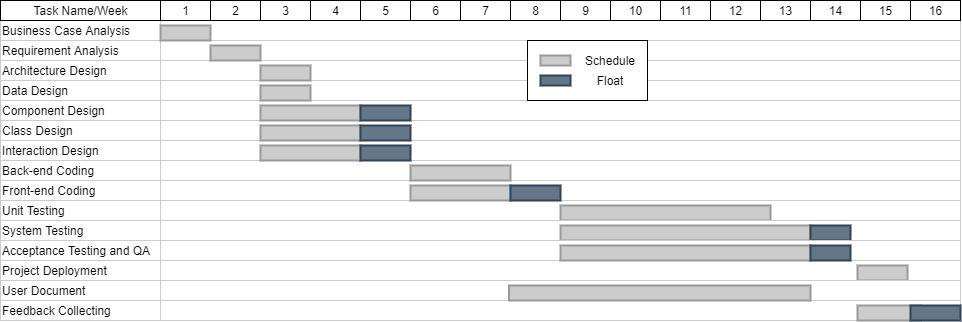 Task Name/Week 1 2 3 4 5 6 7 8 9 10 11 12 13 14 15 16
Business Case Analysis
Requirement Analysis
Architecture Design
Data Design
Component Design
Class Design
Interaction Design
Back-end Coding
Front-end Coding
Unit Testing
System Testing
Acceptance Testing and QA
Project Deployment
User Document
Feedback Collecting
Schedule
Float